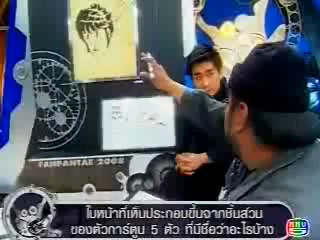 FANPANTAE 2008
ใบหน้าที่เห็นประกอบขึ้นจากชิ้นส่วน
ของตัวการ์ตูน 5 ตัว ที่มีชื่อว่าอะไรบ้าง